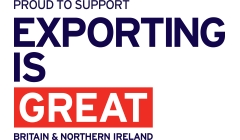 PROUD TO SUPPORT
EXPORTING
IS
GREAT
BRITAIN & NORTHERN IRELAND